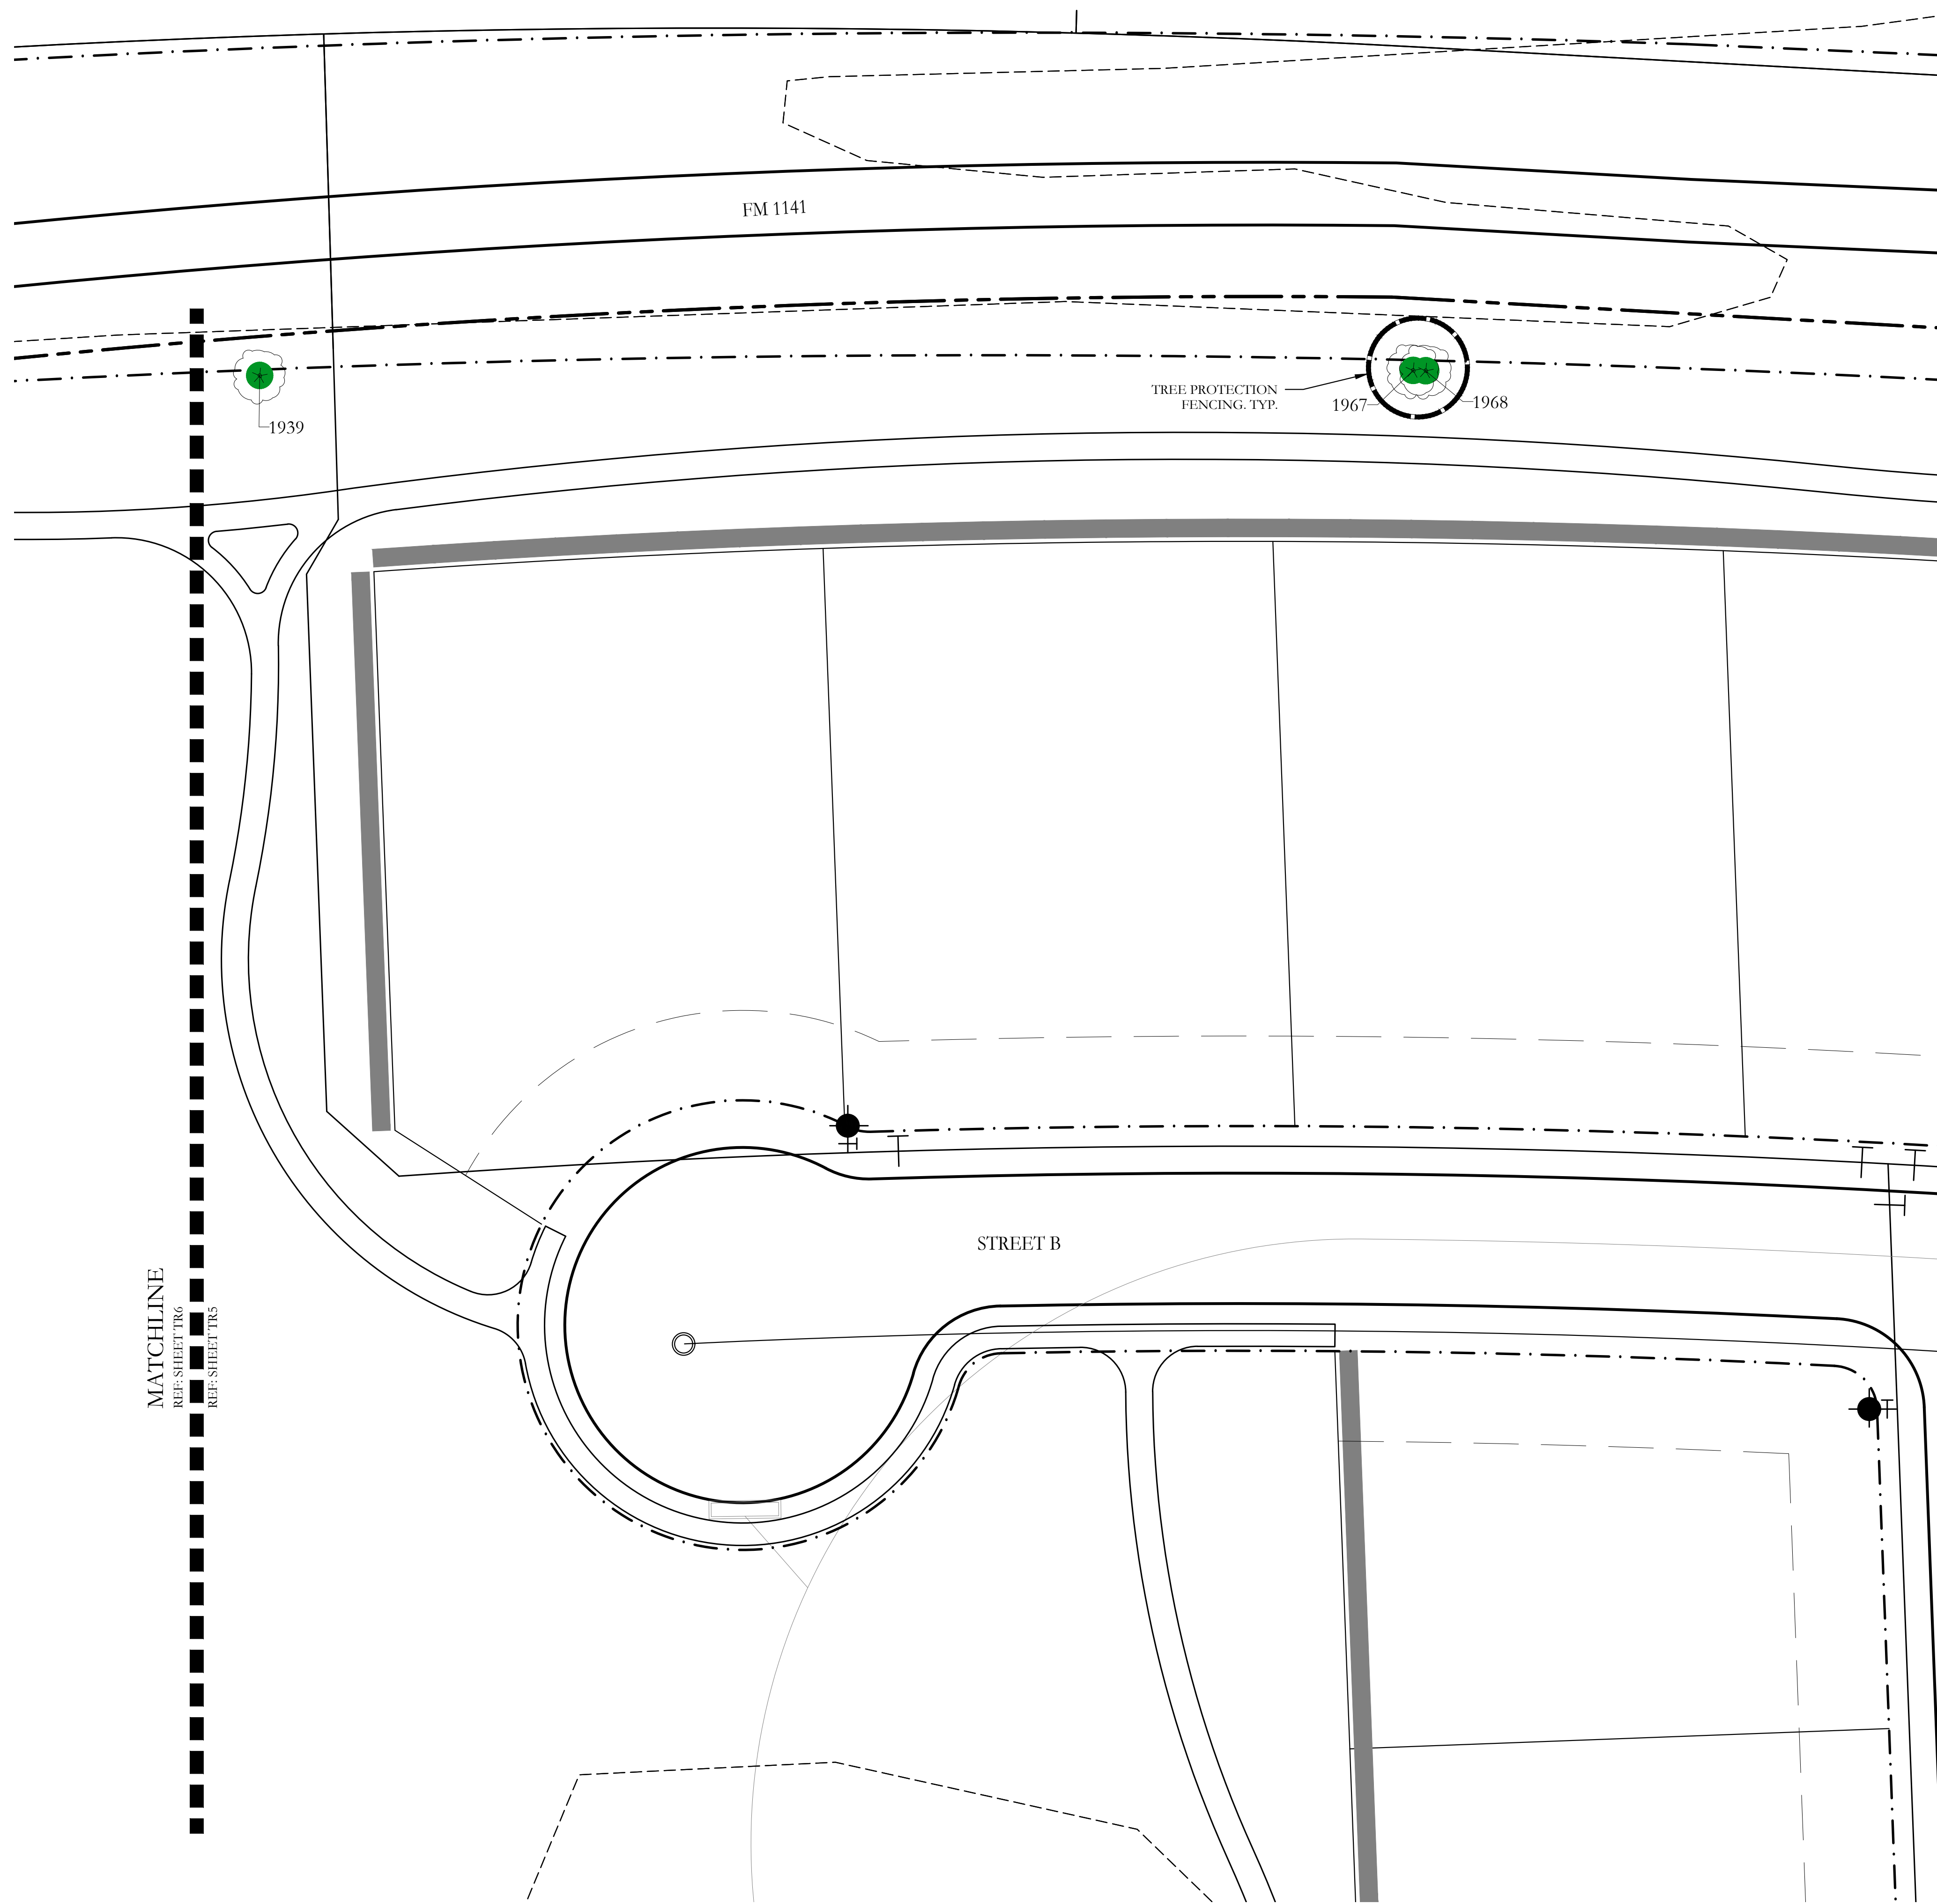 FM 1141
TREE PROTECTION
FENCING. TYP.
1967
1968
1939
STREET B
MATCHLINE
REF: SHEET TR6
REF: SHEET TR5